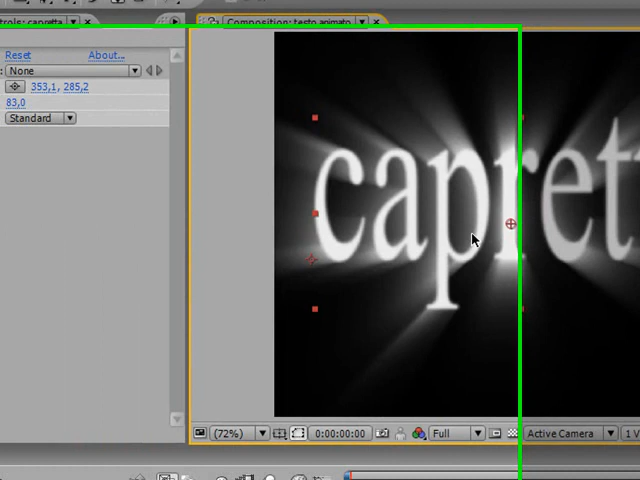 trols: capretta
Composition: testo animato
Reset About...
: None
353,1, 285,2
83,0
Standard
caprett
(72%) 0:00:00:00 Full Active Camera 1 V